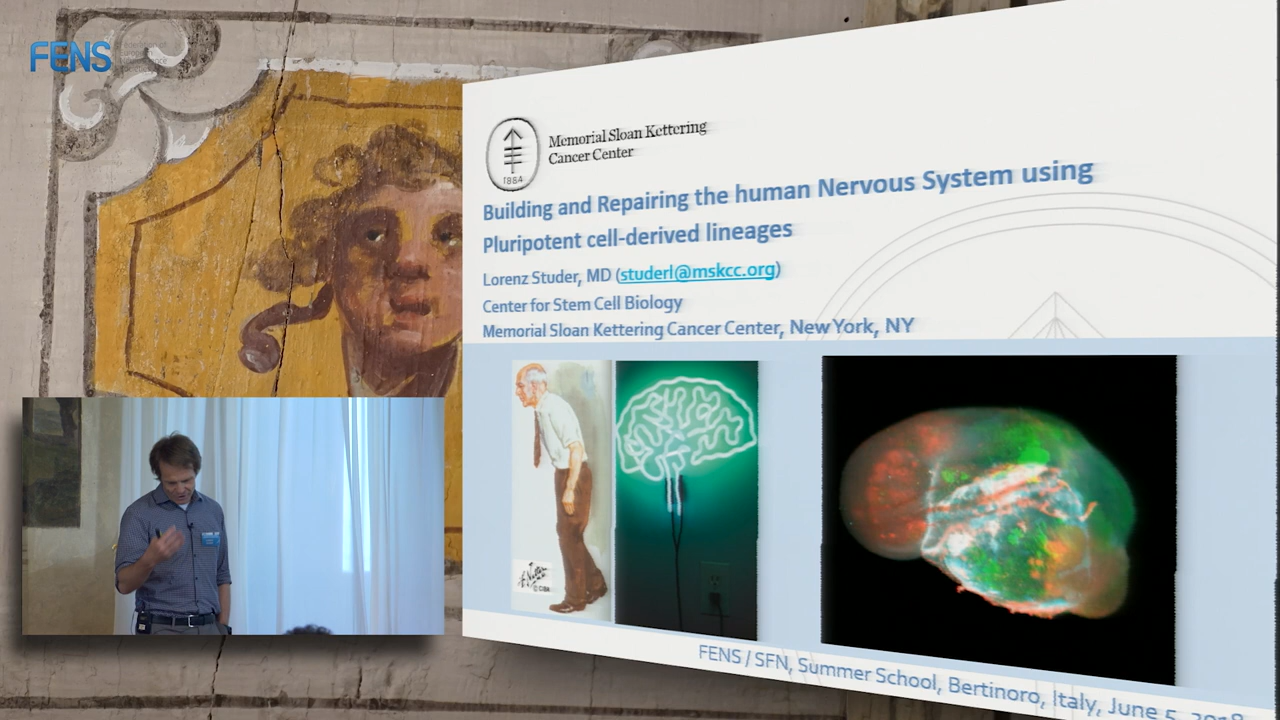 FENS
Memorial Sloan Kettering
Cancer Center
1884
Building and Repairing the human Nervous System using
Pluripotent cell-derived lineages
Lorenz Studer, MD (studerl@mskcc.org)
Center for Stem Cell Biology
Memorial Sloan Kettering Cancer Center, New York, NY
FENS / SFN, Summer School, Bertinoro, Italy, June 5, 2018